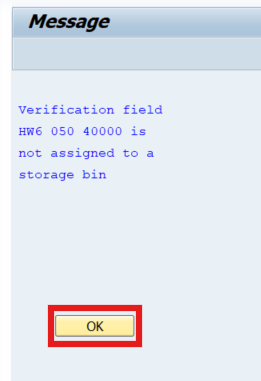 Message
Verification field
HW6 050 40000 is
not assigned to a
storage bin
OK